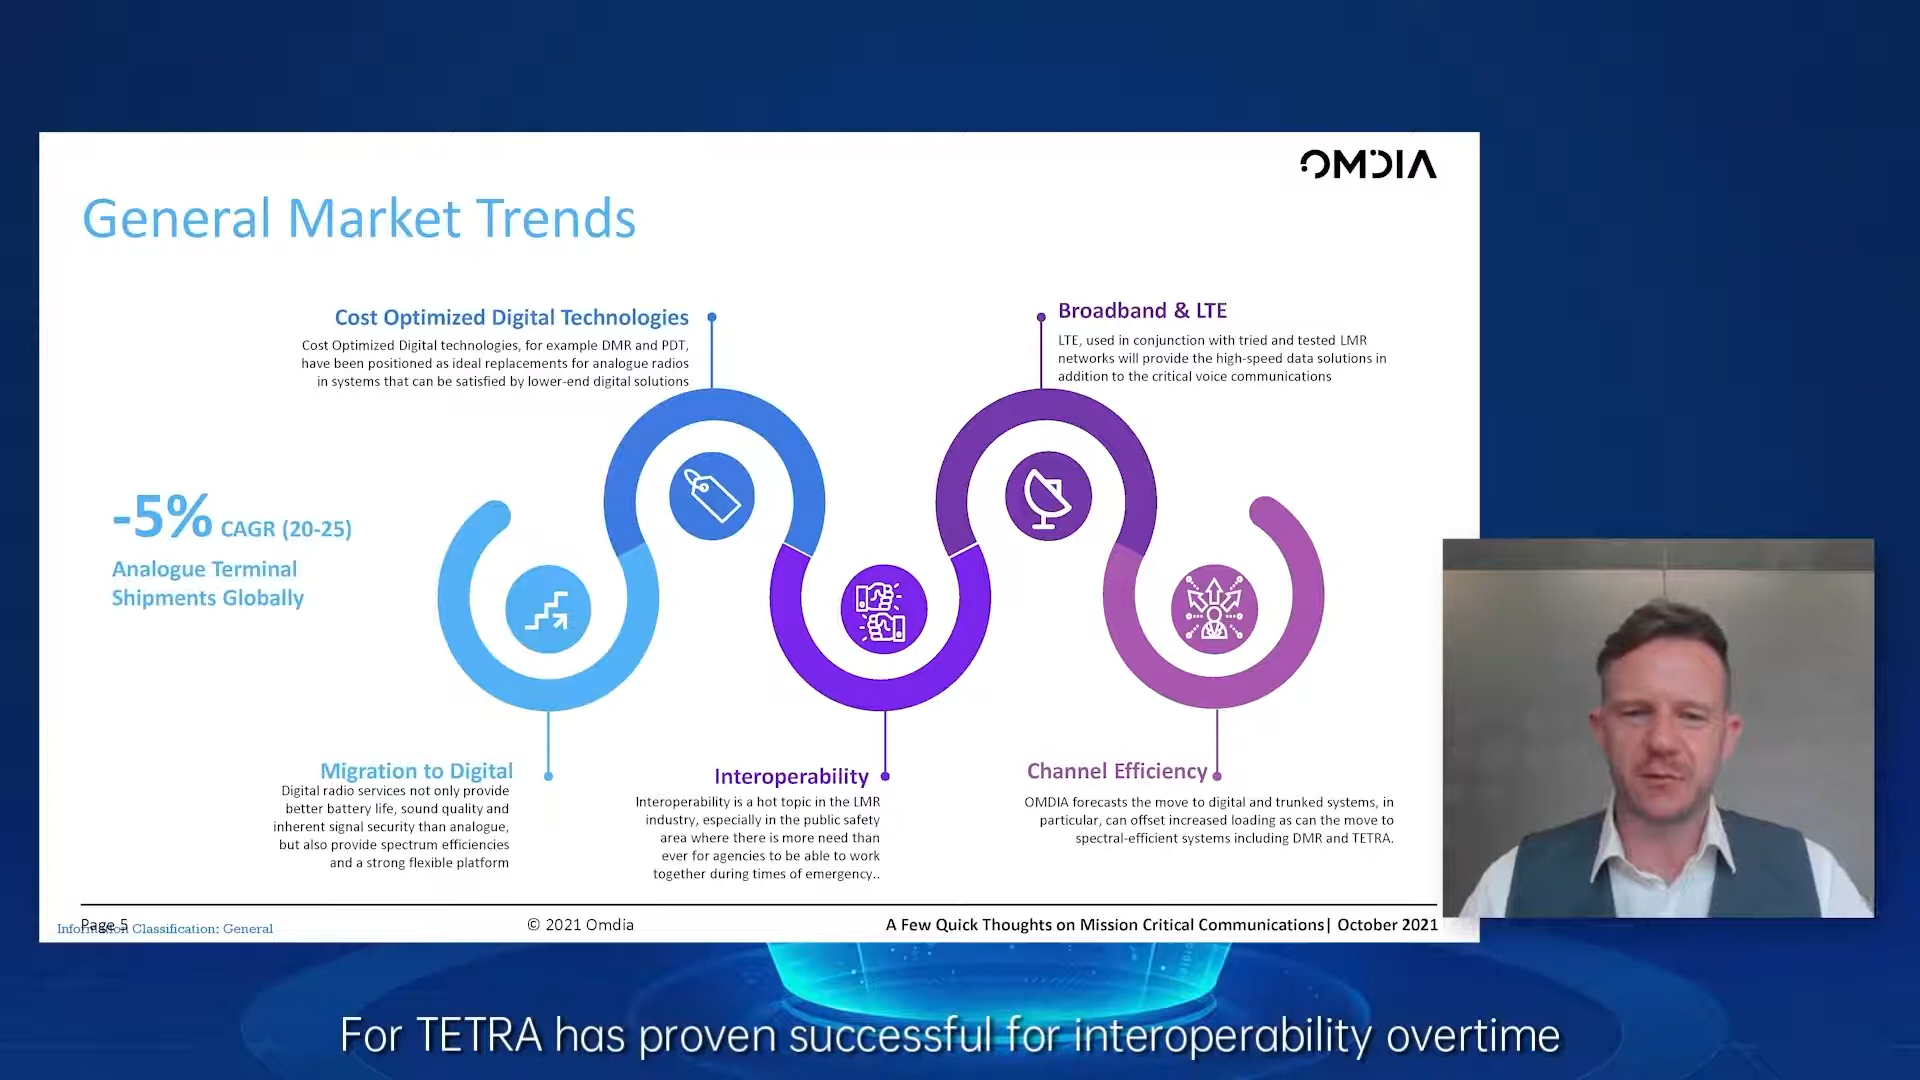 OMDIA
General Market Trends
Cost Optimized Digital Technologies
Cost Optimized Digital technologies, for example DMR and PDT,
have been positioned as ideal replacements for analogue radios
in systems that can be satisfied by lower-end digital solutions
Broadband & LTE
LTE, used in conjunction with tried and tested LMR
networks will provide the high-speed data solutions in
addition to the critical voice communications
-5% CAGR (20-25)
Analogue Terminal
Shipments Globally
Migration to Digital
Digital radio services not only provide
better battery life, sound quality and
inherent signal security than analogue,
but also provide spectrum efficiencies
and a strong flexible platform
Interoperability
Interoperability is a hot topic in the LMR
industry, especially in the public safety
area where there is more need than
ever for agencies to be able to work
together during times of emergency..
Channel Efficiency
OMDIA forecasts the move to digital and trunked systems, in
particular, can offset increased loading as can the move to
spectral-efficient systems including DMR and TETRA.
Page 5
Information Classification: General
© 2021 Omdia
A Few Quick Thoughts on Mission Critical Communications| October 2021
For TETRA has proven successful for interoperability overtime